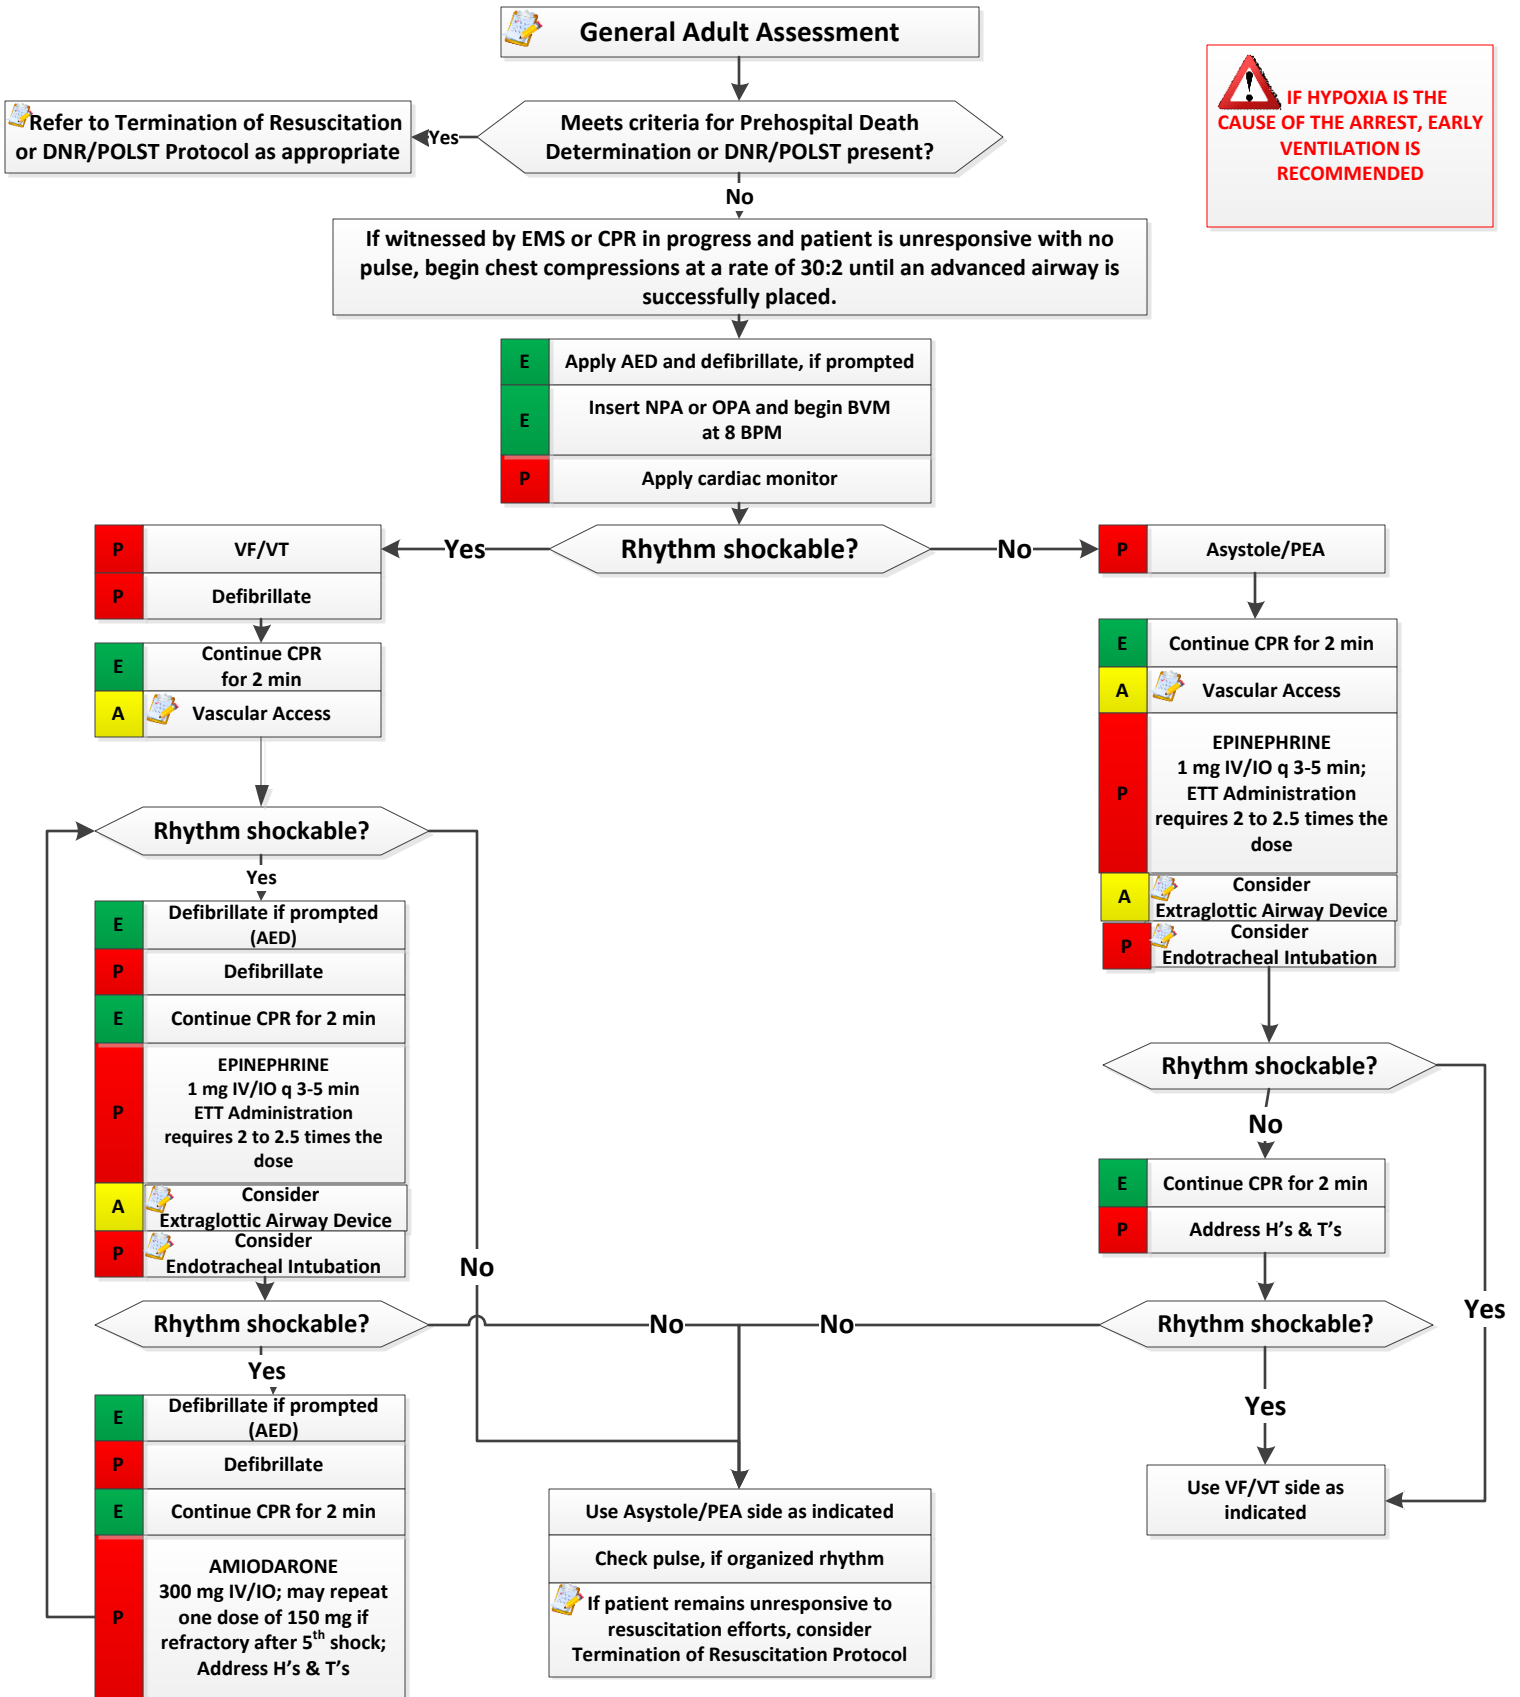 General Adult Assessment
IF HYPOXIA IS THE
CAUSE OF THE ARREST, EARLY
VENTILATION IS
RECOMMENDED
Refer to Termination of Resuscitation
or DNR/POLST Protocol as appropriate
Yes
Meets criteria for Prehospital Death
Determination or DNR/POLST present?
No
If witnessed by EMS or CPR in progress and patient is unresponsive with no
pulse, begin chest compressions at a rate of 30:2 until an advanced airway is
successfully placed.
E Apply AED and defibrillate, if prompted
E Insert NPA or OPA and begin BVM
at 8 BPM
P Apply cardiac monitor
Rhythm shockable?
Yes
No
P VF/VT
P Defibrillate
E Continue CPR
for 2 min
A Vascular Access
Rhythm shockable?
Yes
No
E Defibrillate if prompted
(AED)
P Defibrillate
E Continue CPR for 2 min
P EPINEPHRINE
1 mg IV/IO q 3-5 min
ETT Administration
requires 2 to 2.5 times the
dose
A Consider
Extraglottic Airway Device
P Consider
Endotracheal Intubation
Rhythm shockable?
No
Yes
E Defibrillate if prompted
(AED)
P Defibrillate
E Continue CPR for 2 min
P AMIODARONE
300 mg IV/IO; may repeat
one dose of 150 mg if
refractory after 5th shock;
Address H's & T's
P Asystole/PEA
E Continue CPR for 2 min
A Vascular Access
P EPINEPHRINE
1 mg IV/IO q 3-5 min;
ETT Administration
requires 2 to 2.5 times the
dose
A Consider
Extraglottic Airway Device
P Consider
Endotracheal Intubation
Rhythm shockable?
No
Yes
E Continue CPR for 2 min
P Address H's & T's
Rhythm shockable?
No
Yes
Use VF/VT side as
indicated
Use Asystole/PEA side as indicated
Check pulse, if organized rhythm
If patient remains unresponsive to
resuscitation efforts, consider
Termination of Resuscitation Protocol